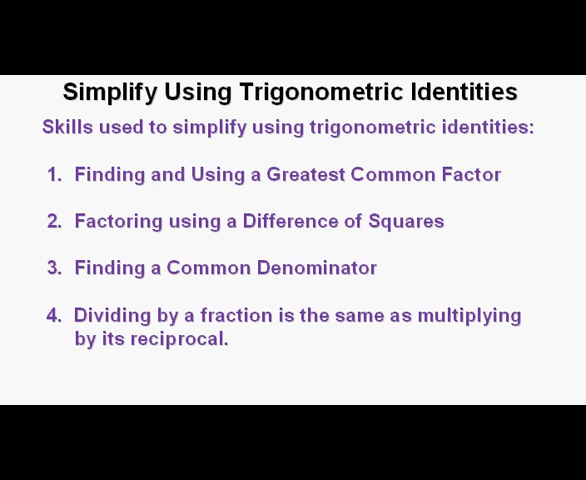 Simplify Using Trigonometric Identities
Skills used to simplify using trigonometric identities:
1. Finding and Using a Greatest Common Factor
2. Factoring using a Difference of Squares
3. Finding a Common Denominator
4. Dividing by a fraction is the same as multiplying
by its reciprocal.